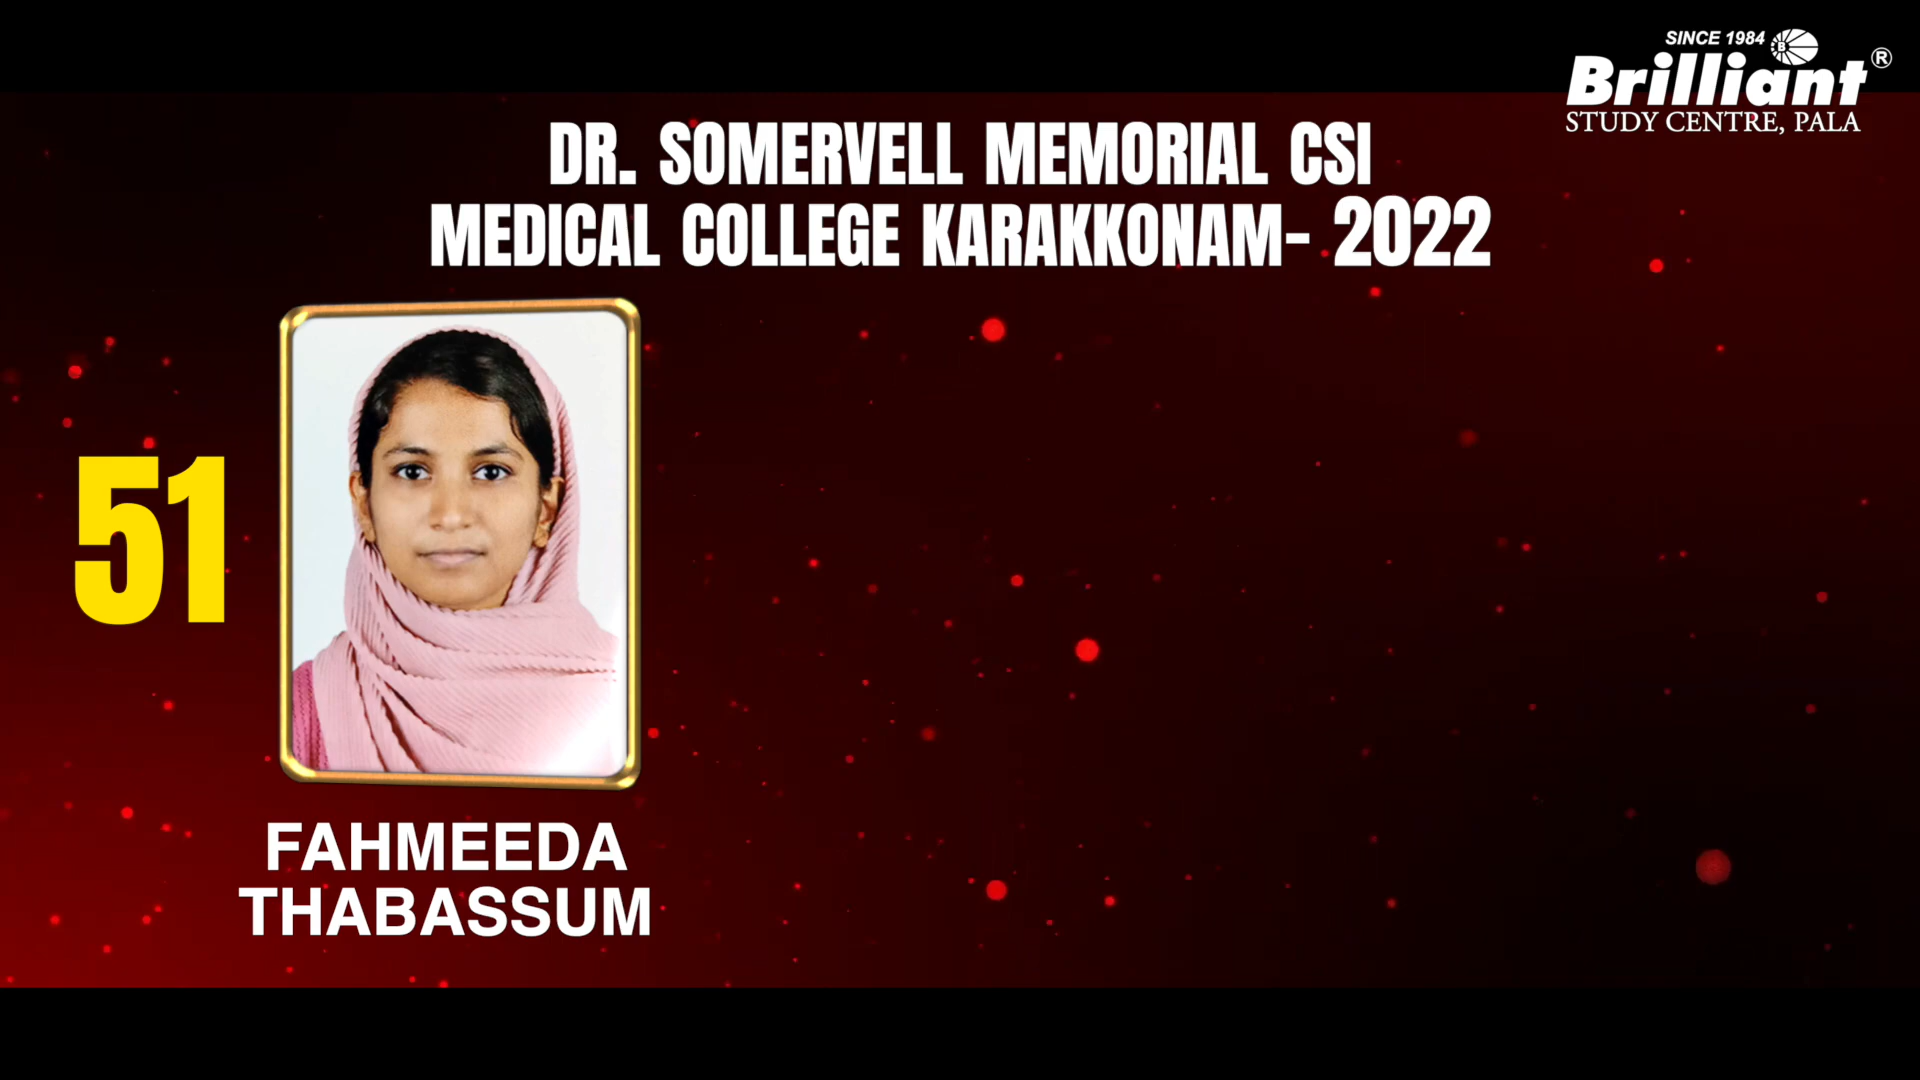 SINCE 1984
Brilliant®
STUDY CENTRE, PALA
DR. SOMERVELL MEMORIAL CSI
MEDICAL COLLEGE KARAKKONAM- 2022
51
FAHMEEDA
THABASSUM